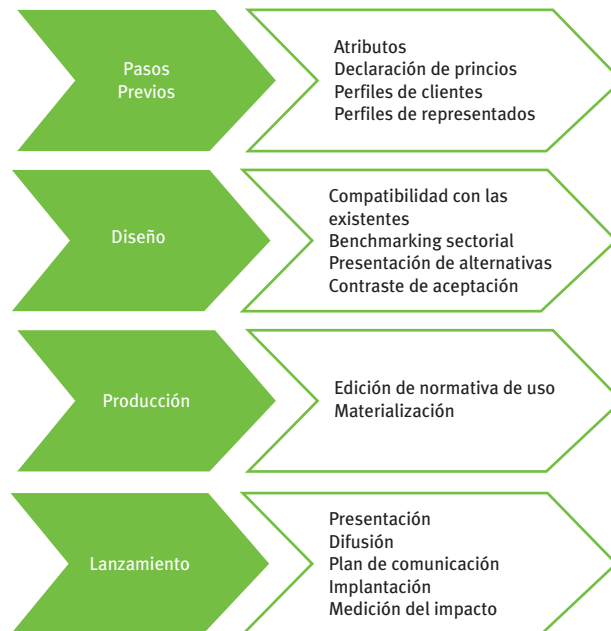 Pasos
Previos
Atributos
Declaración de princios
Perfiles de clientes
Perfiles de representados
Diseño
Compatibilidad con las
existentes
Benchmarking sectorial
Presentación de alternativas
Contraste de aceptación
Producción
Edición de normativa de uso
Materialización
Lanzamiento
Presentación
Difusión
Plan de comunicación
Implantación
Medición del impacto